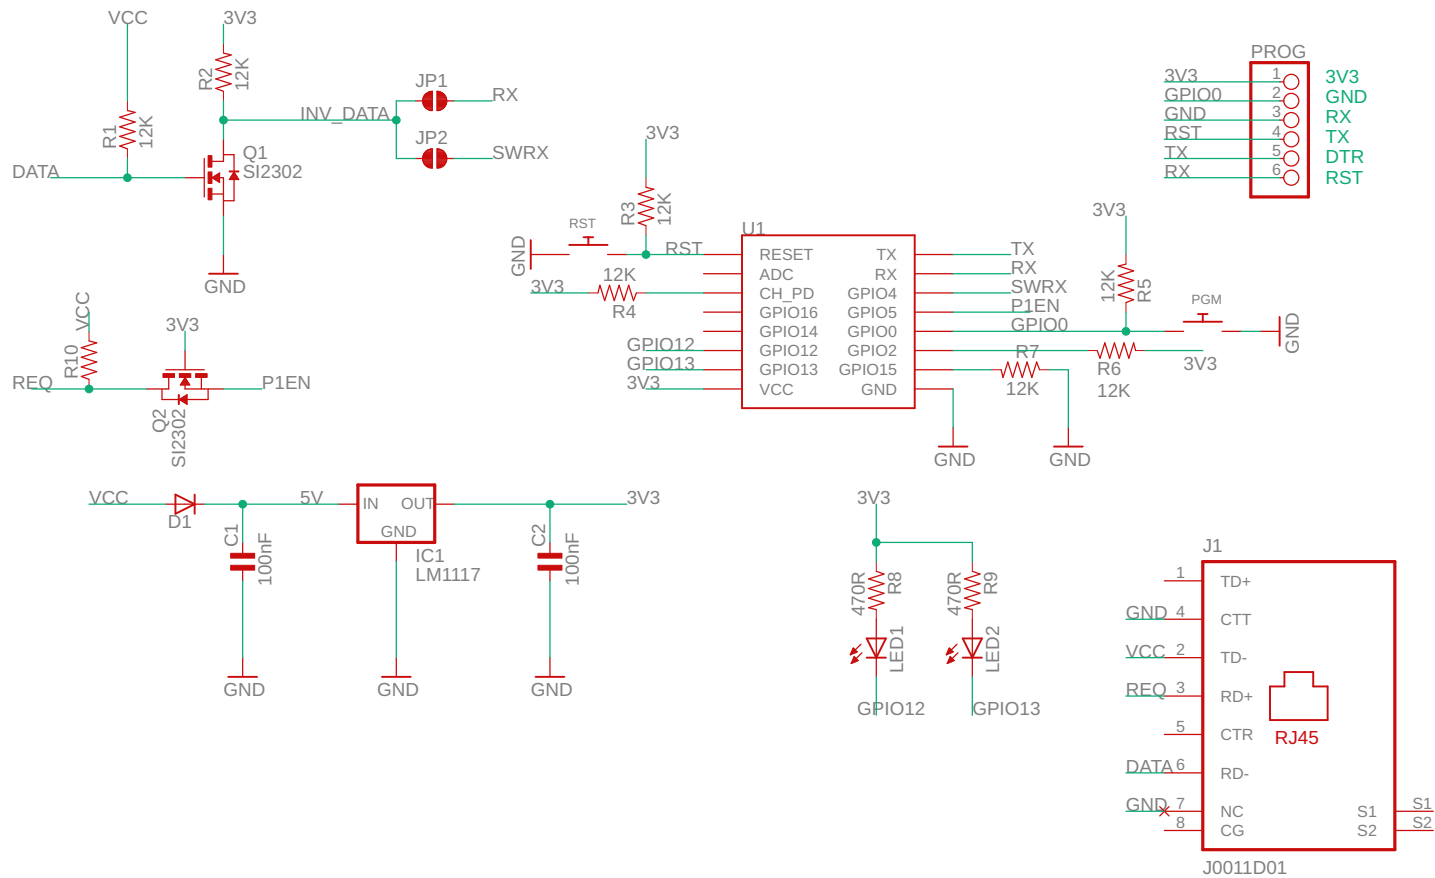 VCC
3V3
R1
12K
R2
12K
DATA
Q1
SI2302
GND
INV_DATA
JP1
RX
JP2
SWRX
VCC
R10
REQ
3V3
P1EN
Q2
SI2302
3V3
R3
12K
RST
GND
RST
3V3
12K
R4
GPIO12
GPIO13
3V3
U1
RESET
ADC
CH_PD
GPIO16
GPIO14
GPIO12
GPIO13
VCC
TX
RX
GPIO4
GPIO5
GPIO0
GPIO2
GPIO15
GND
TX
RX
SWRX
P1EN
GPIO0
R7
12K
R6
12K
3V3
GND
GND
3V3
12K
R5
PGM
GND
PROG
3V3 1 3V3
GPIO0 2 GND
GND 3 RX
RST 4 TX
TX 5 DTR
RX 6 RST
VCC
D1
5V
C1
100nF
GND
IN OUT
GND
IC1
LM1117
GND
C2
100nF
3V3
GND
3V3
470R
R8
470R
R9
LED1
LED2
GPIO12
GPIO13
J1
1 TD+
GND 4 CTT
VCC 2 TD-
REQ 3 RD+
5 CTR
DATA 6 RD-
GND 7 NC
8 CG
RJ45
S1 S1
S2 S2
J0011D01